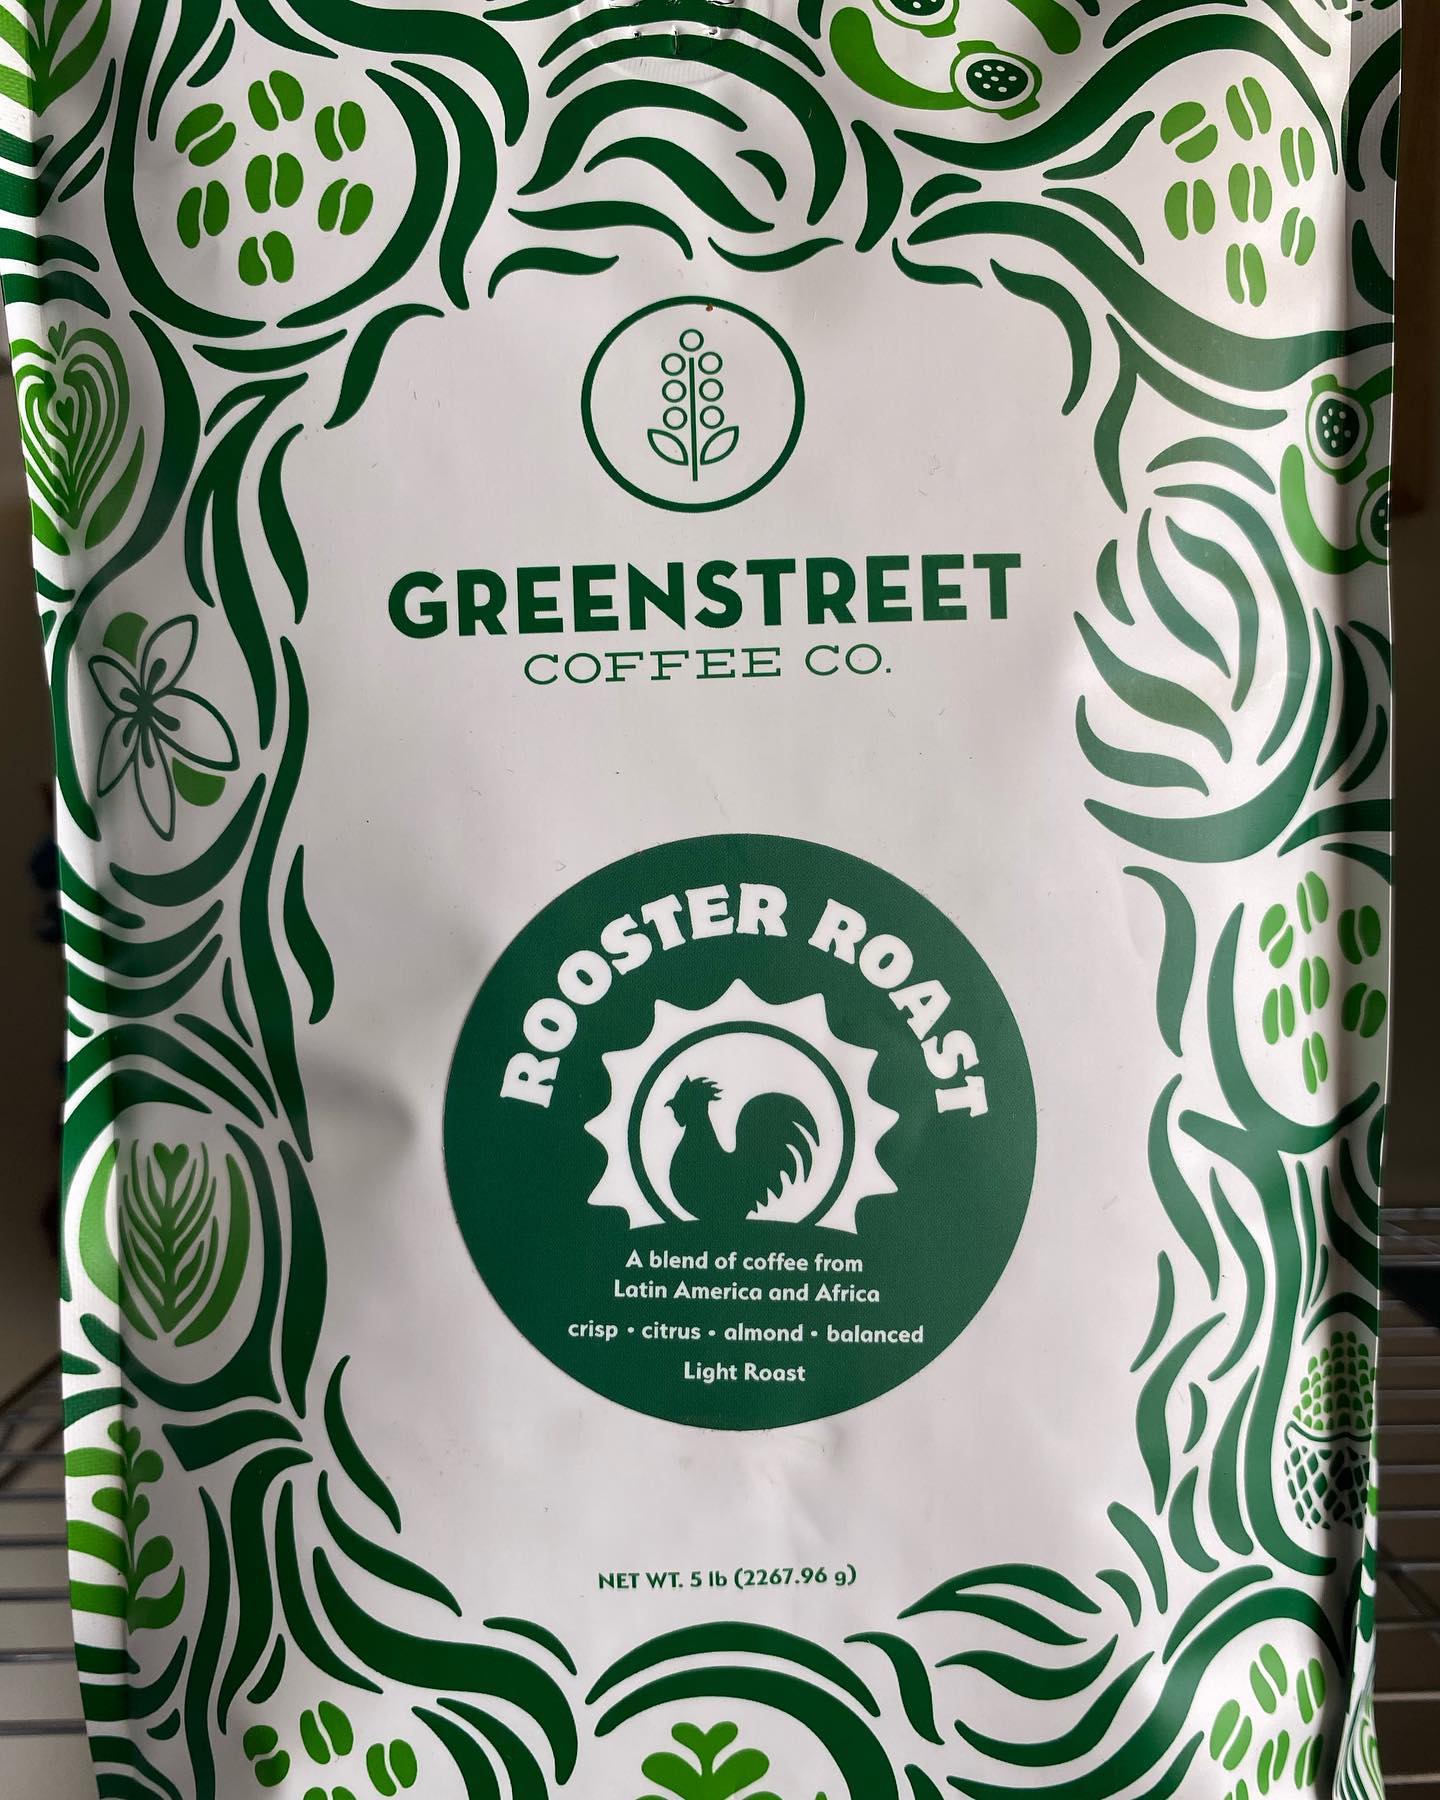 GREENSTREET
COFFEE CO.
ROOSTER ROAST
A blend of coffee from
Latin America and Africa
crisp • citrus • almond • balanced
Light Roast
NET WT. 5 lb (2267.96 g)